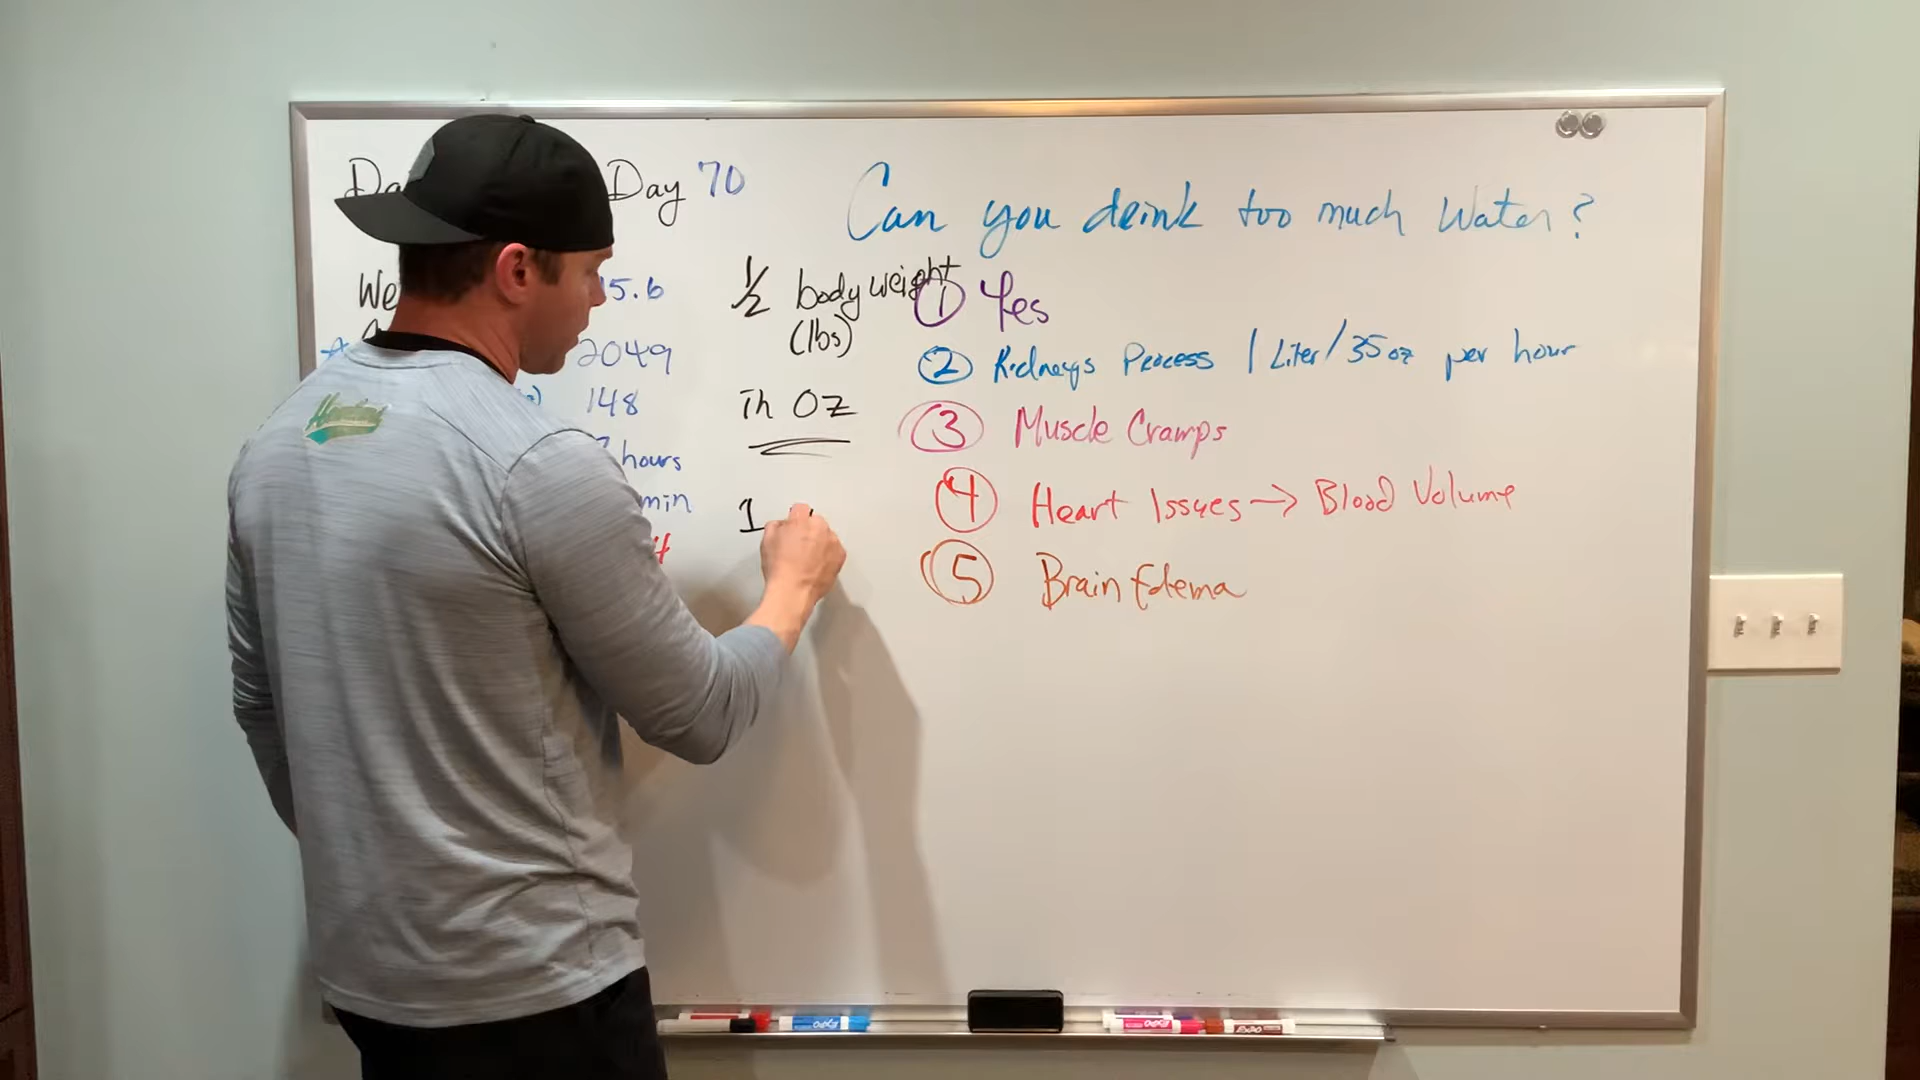 Day 70
Can you drink too much Water?
We 15.6
2049
148
hours
min
1/2 body weight
(lbs)
In OZ
1
① Yes
② Kidneys Process 1 Liter/35oz per hour
③ Muscle Cramps
④ Heart Issues → Blood Volume
⑤ Brain Edema
EXPO